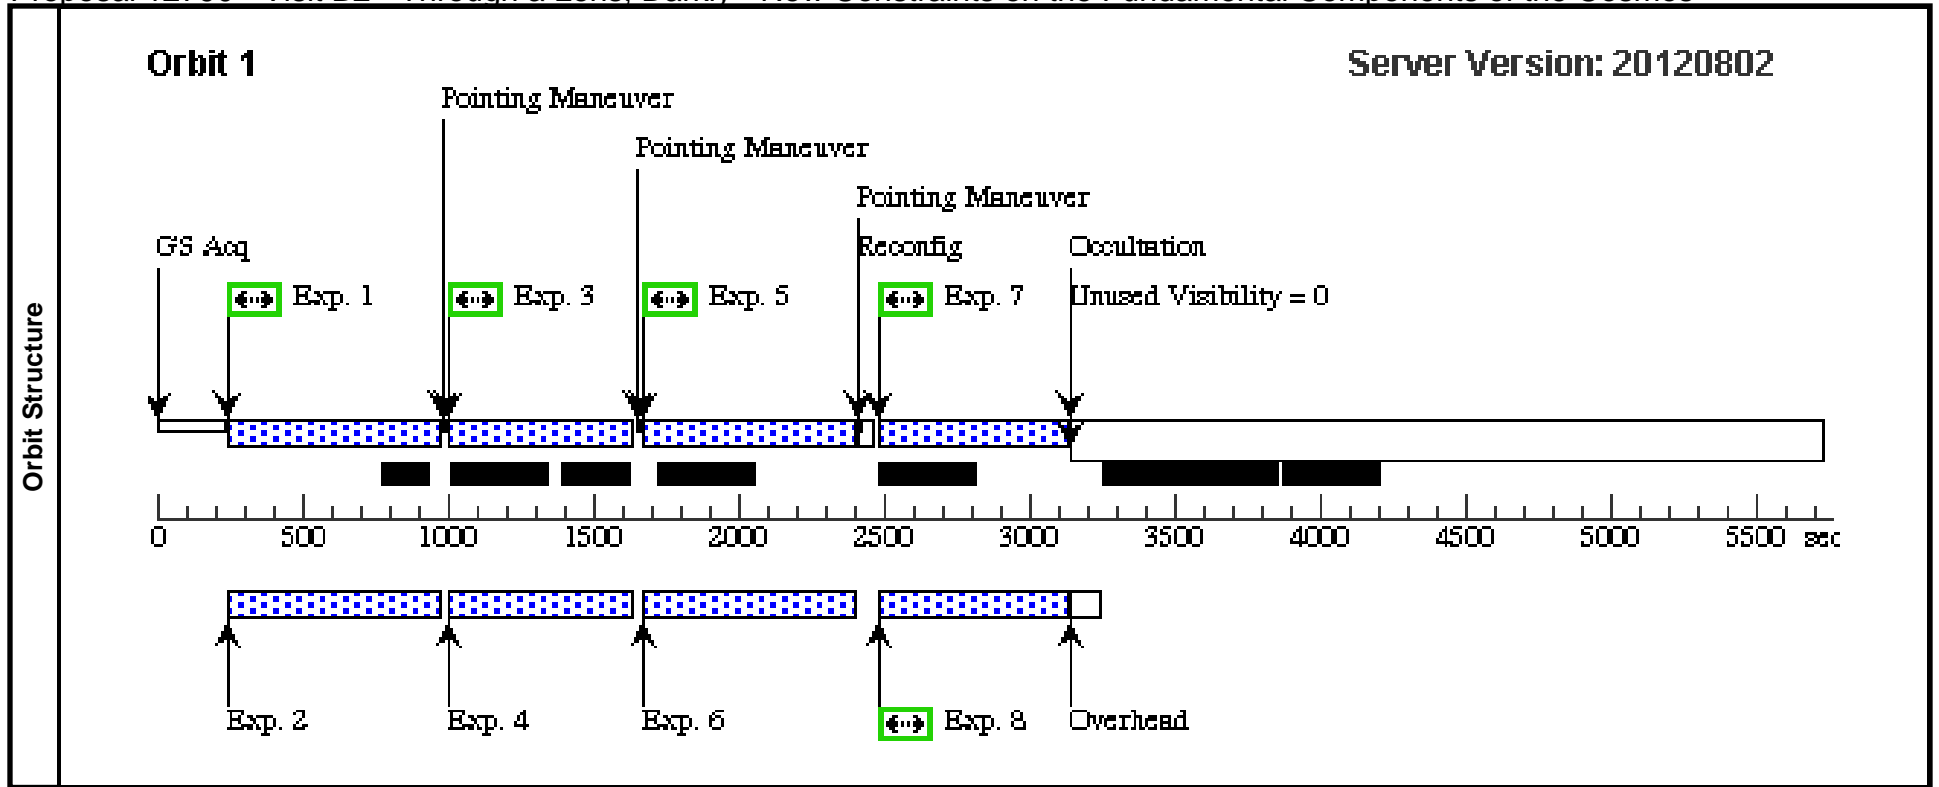 Orbit 1
Server Version: 20120802
Pointing Maneuver
Pointing Maneuver
Pointing Maneuver
GS Acq
Reconfig
Occultation
Exp. 1
Exp. 3
Exp. 5
Exp. 7
Unused Visibility = 0
Orbit Structure
0 500 1000 1500 2000 2500 3000 3500 4000 4500 5000 5500 sec
Exp. 2
Exp. 4
Exp. 6
Exp. 8
Overhead